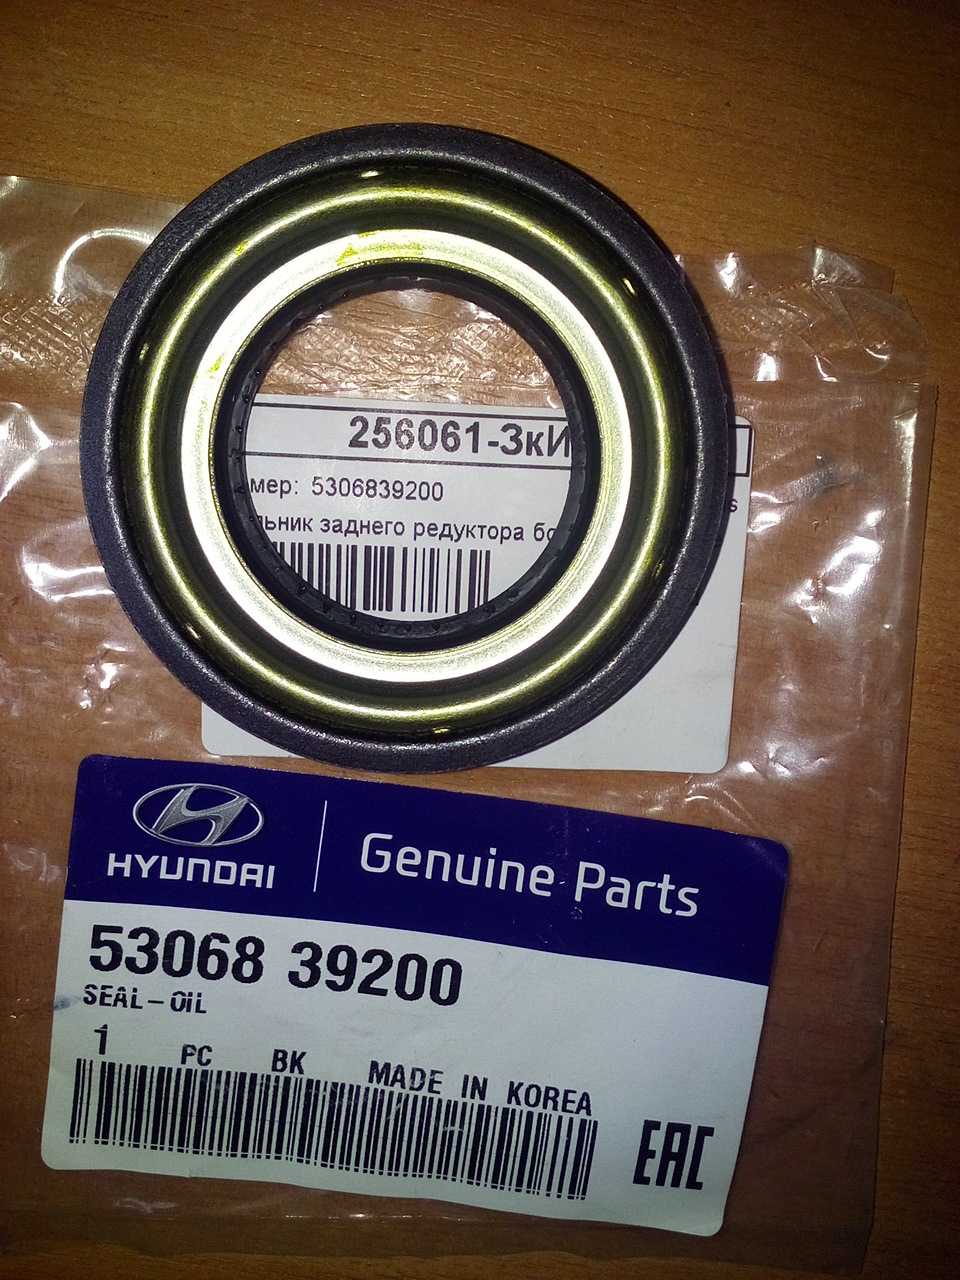 256061-ЗкИ
мер: 5306839200
льник заднего редуктора бо
HYUNDAI
Genuine Parts
53068 39200
SEAL-OIL
1 PC BK MADE IN KOREA
EAC